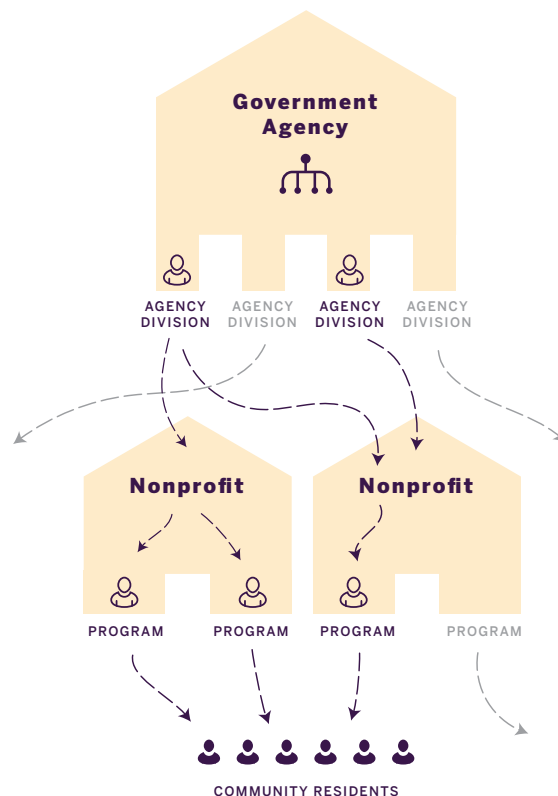 Government
Agency
AGENCY
DIVISION
AGENCY
DIVISION
AGENCY
DIVISION
AGENCY
DIVISION
Nonprofit
Nonprofit
PROGRAM
PROGRAM
PROGRAM
PROGRAM
COMMUNITY RESIDENTS